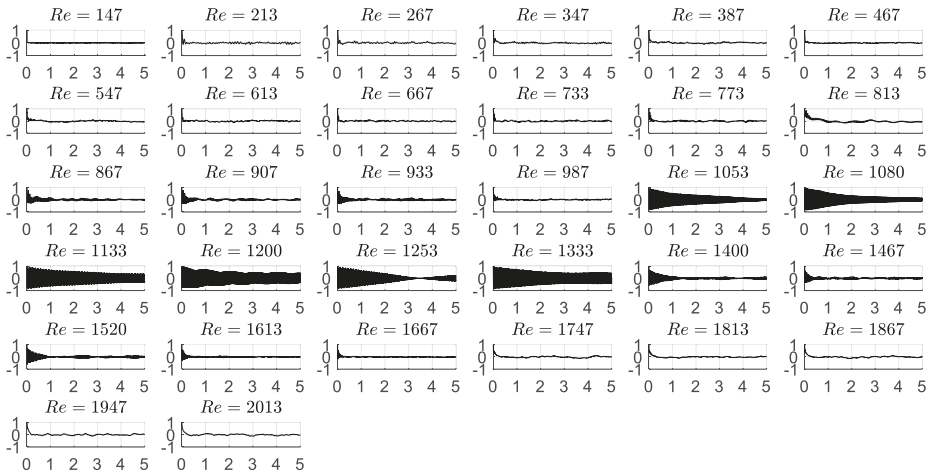 Re = 147 Re = 213 Re = 267 Re = 347 Re = 387 Re = 467
1 0 -1 1 0 -1 1 0 -1 1 0 -1 1 0 -1 1 0 -1
0 1 2 3 4 5 0 1 2 3 4 5 0 1 2 3 4 5 0 1 2 3 4 5 0 1 2 3 4 5 0 1 2 3 4 5
Re = 547 Re = 613 Re = 667 Re = 733 Re = 773 Re = 813
1 0 -1 1 0 -1 1 0 -1 1 0 -1 1 0 -1 1 0 -1
0 1 2 3 4 5 0 1 2 3 4 5 0 1 2 3 4 5 0 1 2 3 4 5 0 1 2 3 4 5 0 1 2 3 4 5
Re = 867 Re = 907 Re = 933 Re = 987 Re = 1053 Re = 1080
1 0 -1 1 0 -1 1 0 -1 1 0 -1 1 0 -1 1 0 -1
0 1 2 3 4 5 0 1 2 3 4 5 0 1 2 3 4 5 0 1 2 3 4 5 0 1 2 3 4 5 0 1 2 3 4 5
Re = 1133 Re = 1200 Re = 1253 Re = 1333 Re = 1400 Re = 1467
1 0 -1 1 0 -1 1 0 -1 1 0 -1 1 0 -1 1 0 -1
0 1 2 3 4 5 0 1 2 3 4 5 0 1 2 3 4 5 0 1 2 3 4 5 0 1 2 3 4 5 0 1 2 3 4 5
Re = 1520 Re = 1613 Re = 1667 Re = 1747 Re = 1813 Re = 1867
1 0 -1 1 0 -1 1 0 -1 1 0 -1 1 0 -1 1 0 -1
0 1 2 3 4 5 0 1 2 3 4 5 0 1 2 3 4 5 0 1 2 3 4 5 0 1 2 3 4 5 0 1 2 3 4 5
Re = 1947 Re = 2013
1 0 -1 1 0 -1
0 1 2 3 4 5 0 1 2 3 4 5